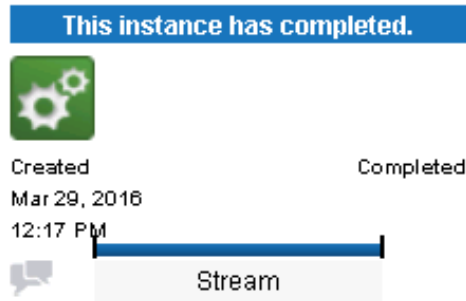 This instance has completed.
Created Completed
Mar 29, 2016
12:17 PM
Stream